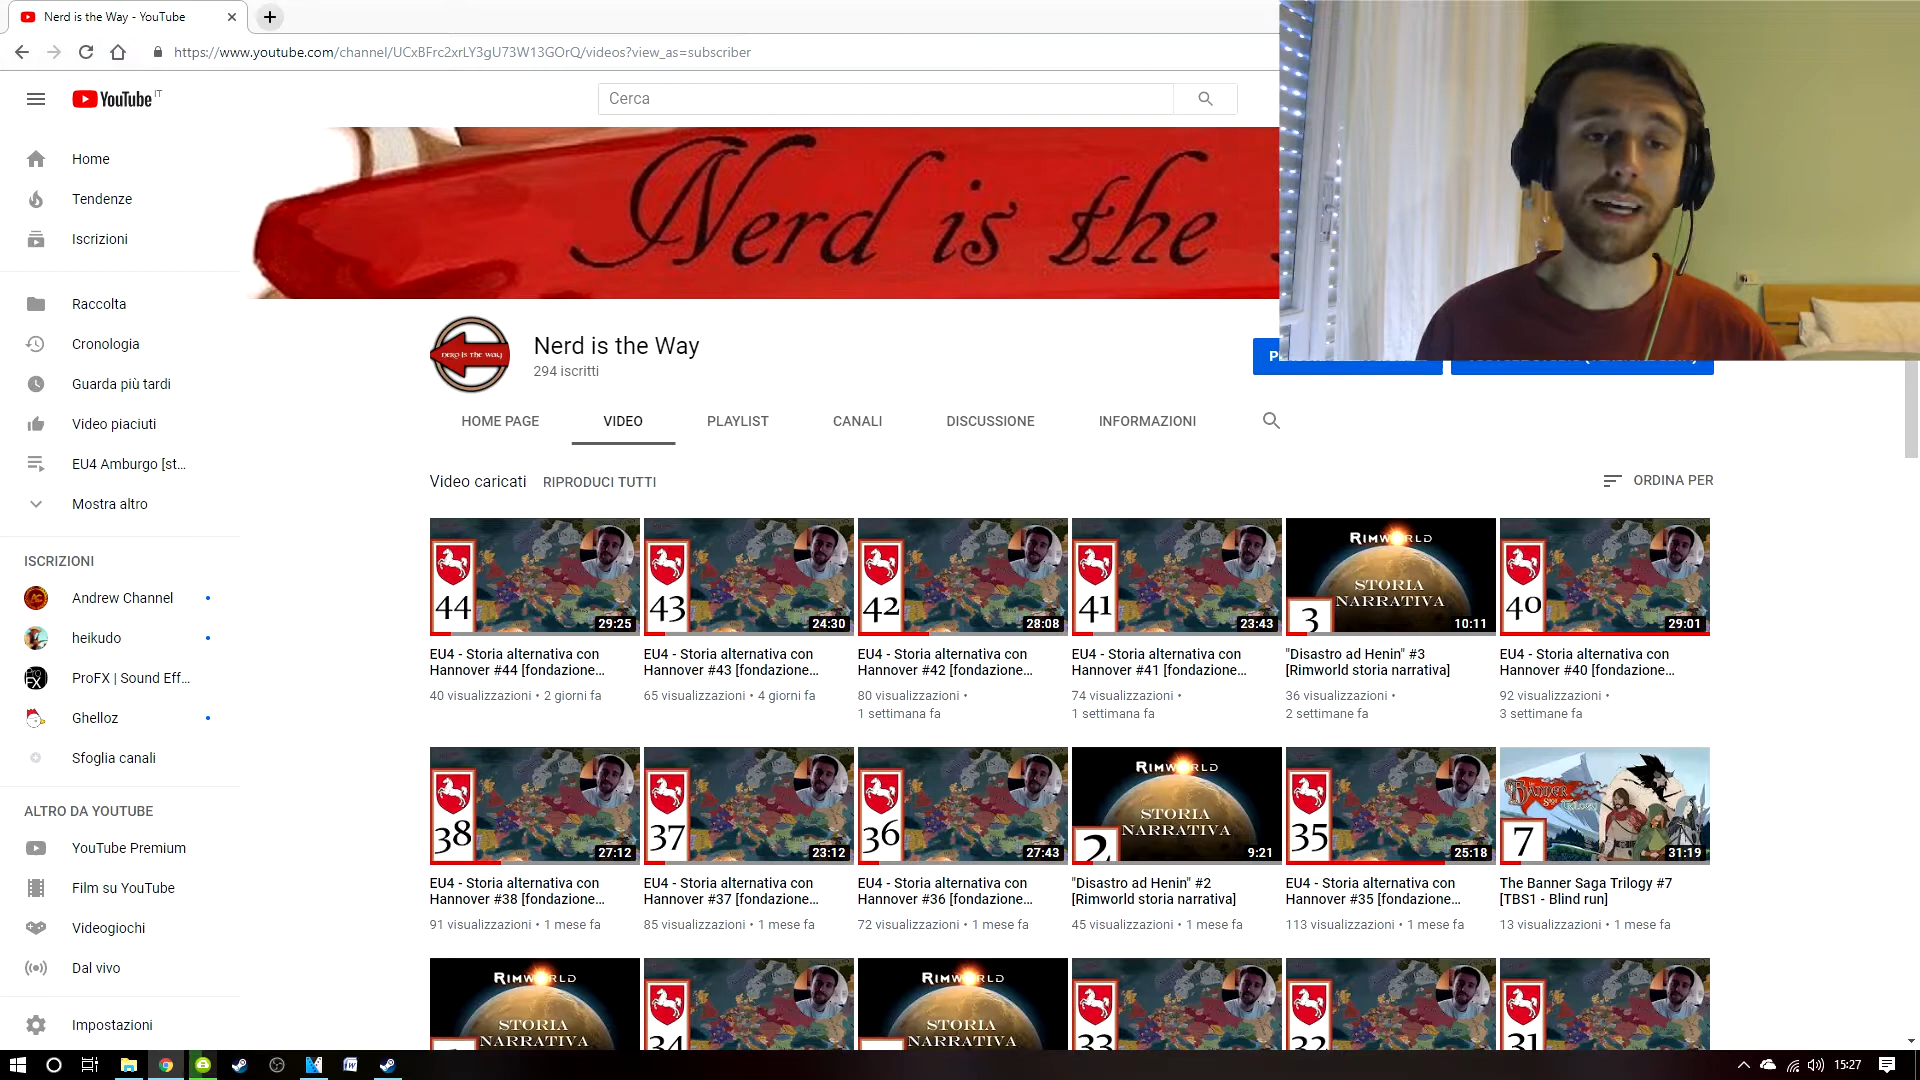 Nerd is the Way - YouTube
https://www.youtube.com/channel/UCxBFrc2xrLY3gU73W13GOrQ/videos?view_as=subscriber
YouTube IT
Cerca
Home
Tendenze
Iscrizioni
Raccolta
Cronologia
Guarda più tardi
Video piaciuti
EU4 Amburgo [st...
Mostra altro
ISCRIZIONI
Andrew Channel
heikudo
ProFX | Sound Eff...
Ghelloz
Sfoglia canali
ALTRO DA YOUTUBE
YouTube Premium
Film su YouTube
Videogiochi
Dal vivo
Impostazioni
Nerd is the
NERD IS THE WAY
Nerd is the Way
294 iscritti
HOME PAGE VIDEO PLAYLIST CANALI DISCUSSIONE INFORMAZIONI
Video caricati RIPRODUCI TUTTI
ORDINA PER
44
29:25
EU4 - Storia alternativa con
Hannover #44 [fondazione...
40 visualizzazioni • 2 giorni fa
43
24:30
EU4 - Storia alternativa con
Hannover #43 [fondazione...
65 visualizzazioni • 4 giorni fa
42
28:08
EU4 - Storia alternativa con
Hannover #42 [fondazione...
80 visualizzazioni •
1 settimana fa
41
23:43
EU4 - Storia alternativa con
Hannover #41 [fondazione...
74 visualizzazioni •
1 settimana fa
RIMWORLD
STORIA
NARRATIVA
3
10:11
"Disastro ad Henin" #3
[Rimworld storia narrativa]
36 visualizzazioni •
2 settimane fa
40
29:01
EU4 - Storia alternativa con
Hannover #40 [fondazione...
92 visualizzazioni •
3 settimane fa
38
27:12
EU4 - Storia alternativa con
Hannover #38 [fondazione...
91 visualizzazioni • 1 mese fa
37
23:12
EU4 - Storia alternativa con
Hannover #37 [fondazione...
85 visualizzazioni • 1 mese fa
36
27:43
EU4 - Storia alternativa con
Hannover #36 [fondazione...
72 visualizzazioni • 1 mese fa
RIMWORLD
STORIA
NARRATIVA
2
9:21
"Disastro ad Henin" #2
[Rimworld storia narrativa]
45 visualizzazioni • 1 mese fa
35
25:18
EU4 - Storia alternativa con
Hannover #35 [fondazione...
113 visualizzazioni • 1 mese fa
Banner
Saga Trilogy
7
31:19
The Banner Saga Trilogy #7
[TBS1 - Blind run]
13 visualizzazioni • 1 mese fa
RIMWORLD
STORIA
NARRATIVA
34
RIMWORLD
STORIA
NARRATIVA
33
32
31
15:27